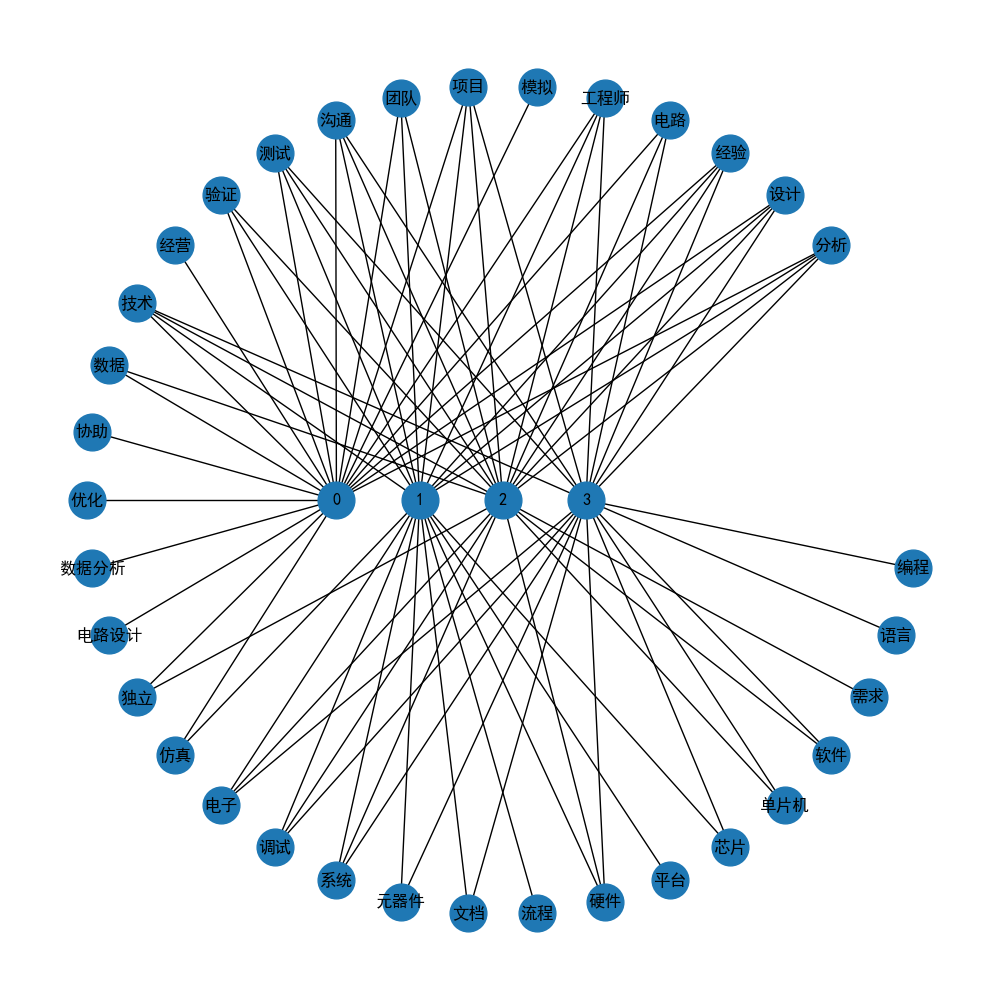 项目
模拟
团队
工程师
沟通
电路
测试
经验
验证
设计
经营
分析
技术
数据
协助
优化
0
1
2
3
数据分析
编程
电路设计
语言
独立
需求
仿真
软件
电子
单片机
调试
芯片
系统
平台
元器件
硬件
文档
流程